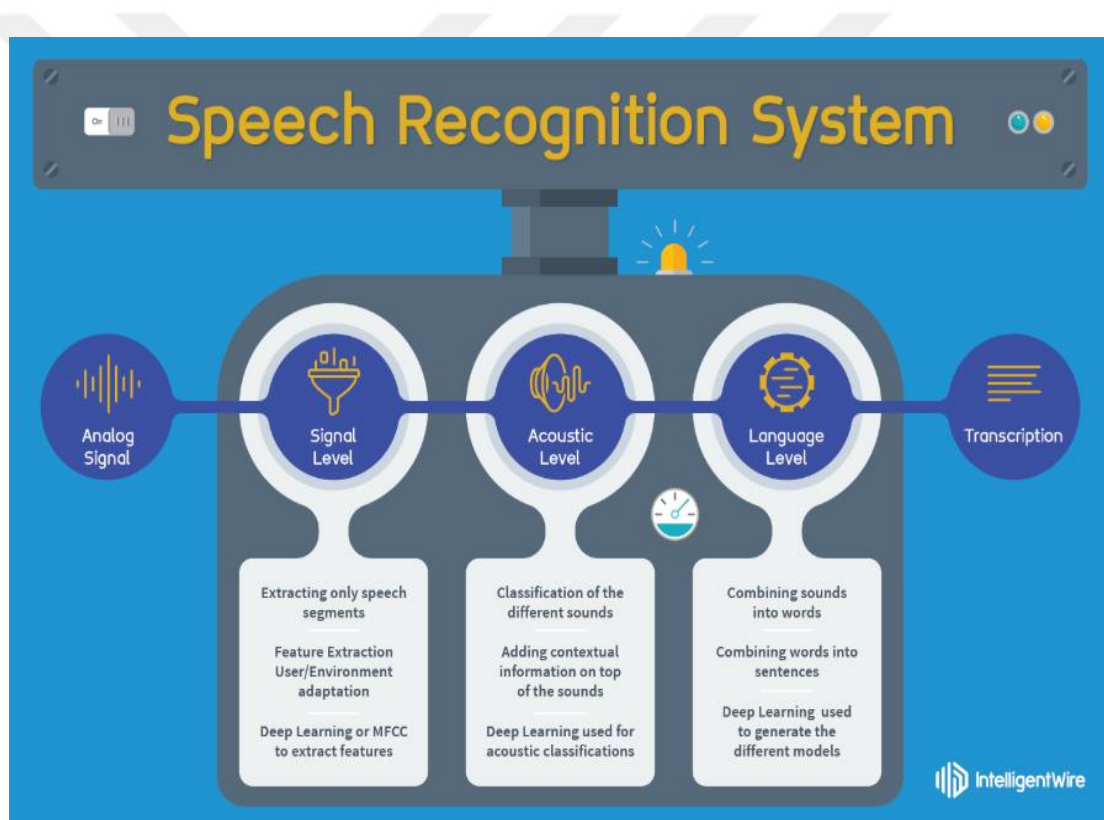 On
Speech Recognition System
Analog
Signal
Signal
Level
Acoustic
Level
Language
Level
Transcription
Extracting only speech
segments
Feature Extraction
User/Environment
adaptation
Deep Learning or MFCC
to extract features
Classification of the
different sounds
Adding contextual
information on top
of the sounds
Deep Learning used for
acoustic classifications
Combining sounds
into words
Combining words into
sentences
Deep Learning used
to generate the
different models
IntelligentWire